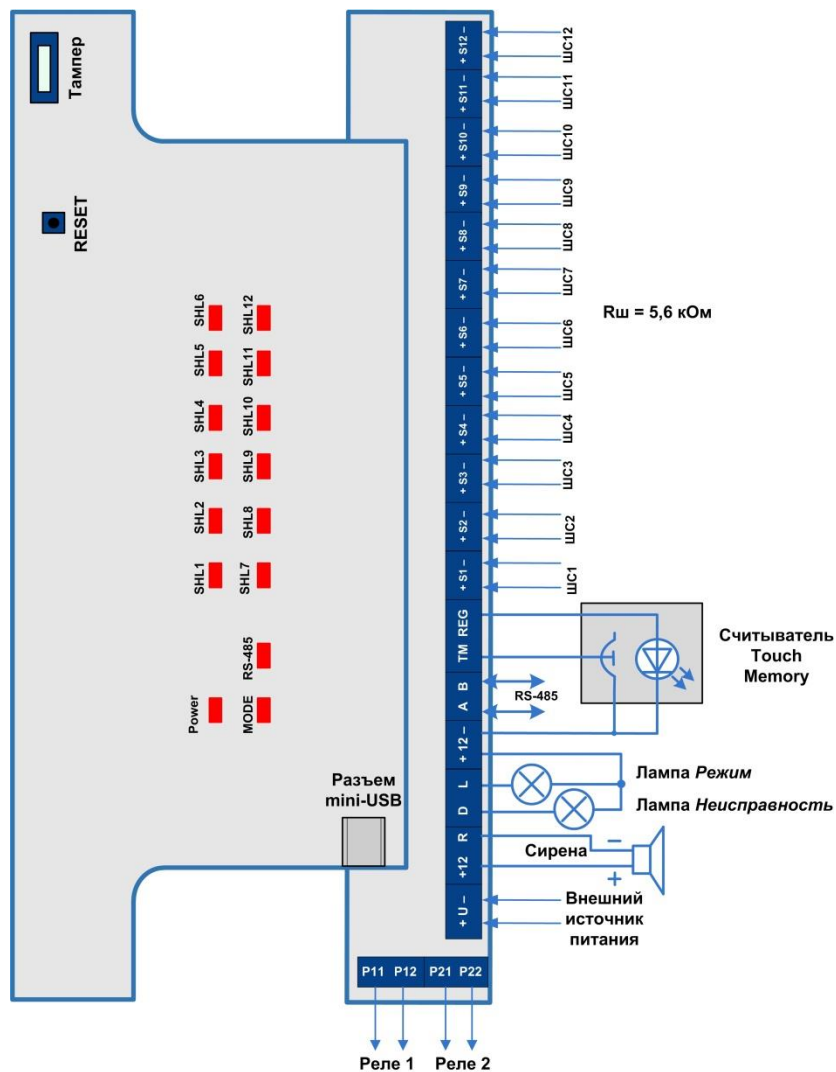 Тампер
RESET
SHL6
SHL12
SHL5
SHL11
SHL4
SHL10
SHL3
SHL9
SHL2
SHL8
SHL1
SHL7
RS-485
Power
MODE
Разъем
mini-USB
+ S12 –
ШС12
+ S11 –
ШС11
+ S10 –
ШС10
+ S9 –
ШС9
+ S8 –
ШС8
+ S7 –
ШС7
+ S6 –
ШС6
+ S5 –
ШС5
+ S4 –
ШС4
+ S3 –
ШС3
+ S2 –
ШС2
+ S1 –
ШС1
Rш = 5,6 кОм
TM REG
Считыватель
Touch
Memory
A B
RS-485
+ 12 –
D L
Лампа Режим
Лампа Неисправность
+12 R
Сирена
–
+
+ U –
Внешний
источник
питания
P11 P12 P21 P22
Реле 1 Реле 2